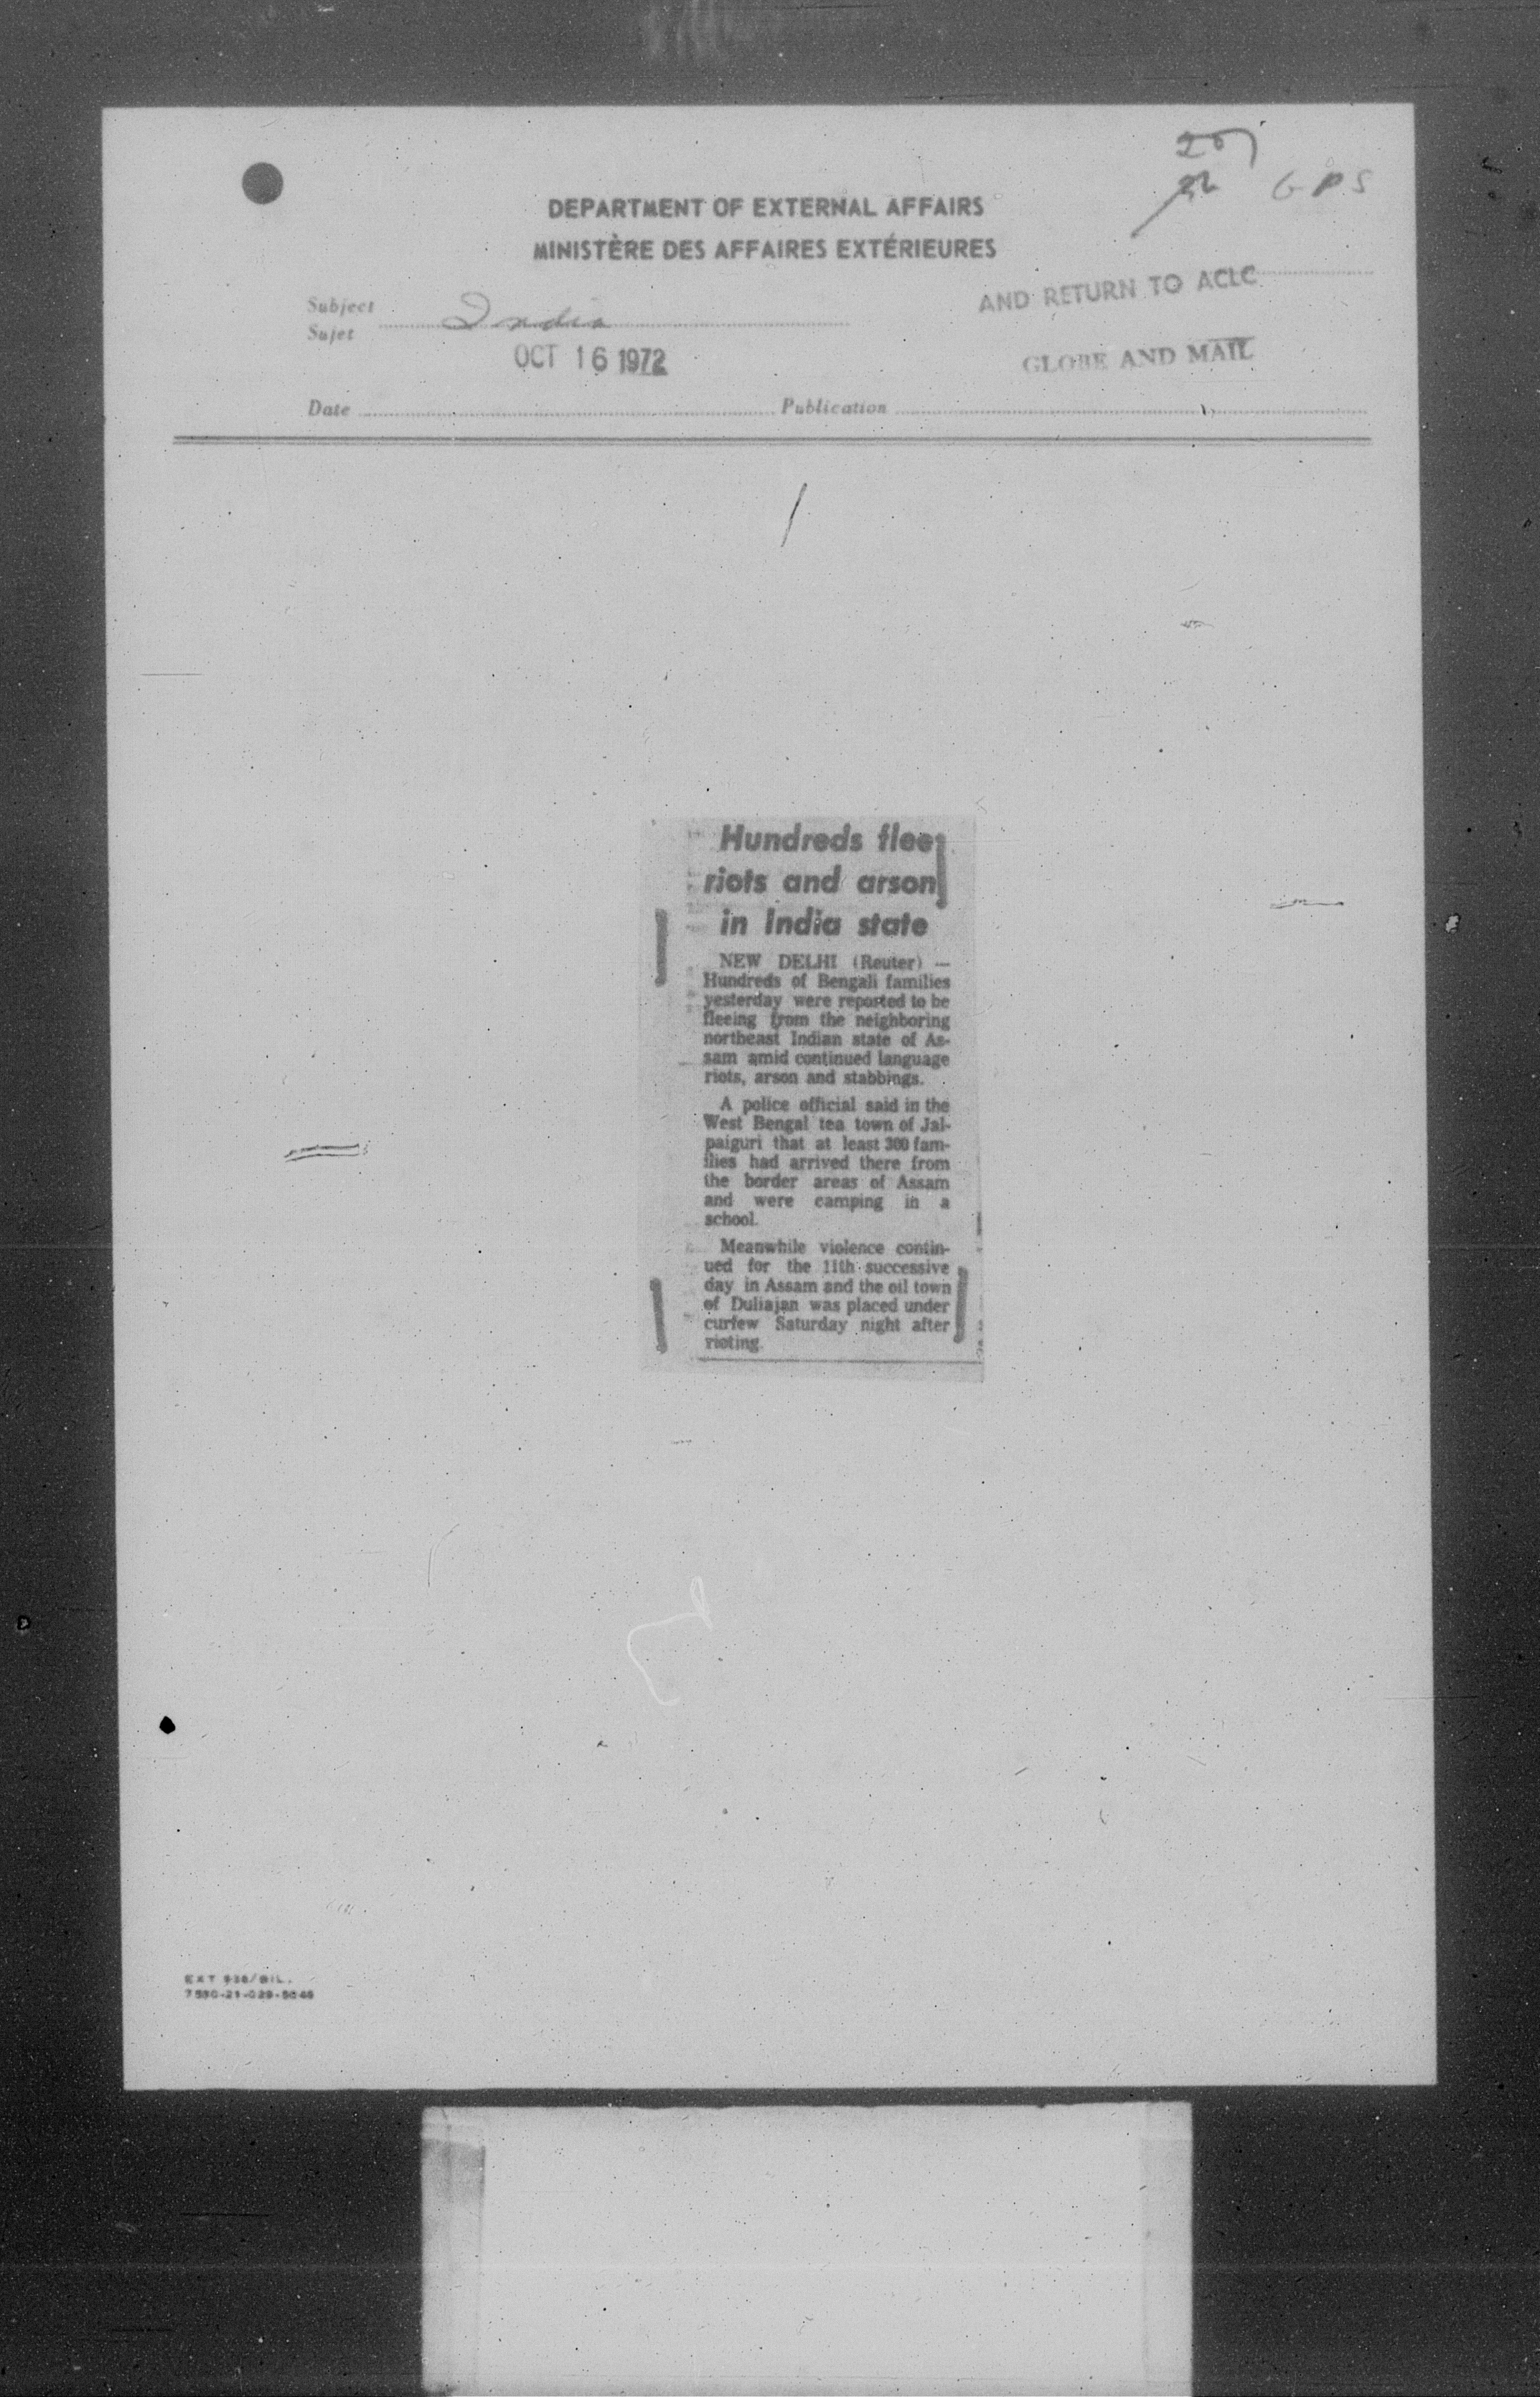 GPS
DEPARTMENT OF EXTERNAL AFFAIRS
MINISTÈRE DES AFFAIRES EXTÉRIEURES
AND RETURN TO ACLC
Subject
Sujet
India
OCT 16 1972
GLOBE AND MAIL
Date
Publication
Hundreds flee
riots and arson
in India state
NEW DELHI (Reuter) —
Hundreds of Bengali families
yesterday were reported to be
fleeing from the neighboring
northeast Indian state of As-
sam amid continued language
riots, arson and stabbings.
A police official said in the
West Bengal tea town of Jal-
paiguri that at least 300 fam-
ilies had arrived there from
the border areas of Assam
and were camping in a
school.
Meanwhile violence contin-
ued for the 11th successive
day in Assam and the oil town
of Duliajan was placed under
curfew Saturday night after
rioting.
EXT